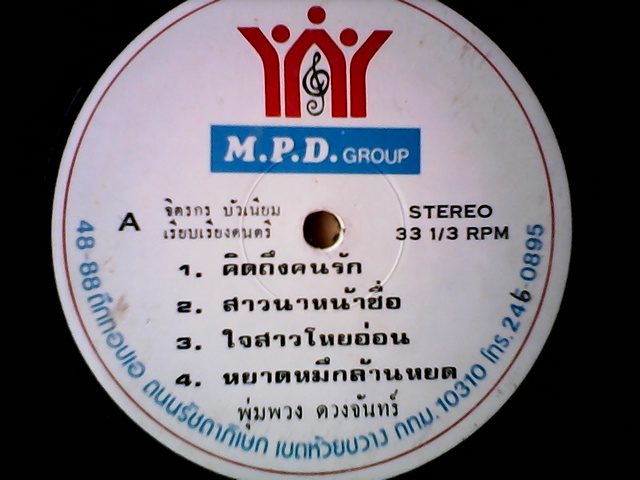 M.P.D. GROUP
A
จิตรกร บัวเนียม
เรียบเรียงดนตรี
STEREO
33 1/3 RPM
1. คิดถึงคนรัก
2. สาวนาหน้าซื่อ
3. ใจสาวโหยอ่อน
4. หยาดหมึกล้านหยด
พุ่มพวง ดวงจันทร์
48-88 ตึกทอปเอ ถนนรัชดาภิเษก เขตห้วยขวาง กทม. 10310 โทร. 246-0895